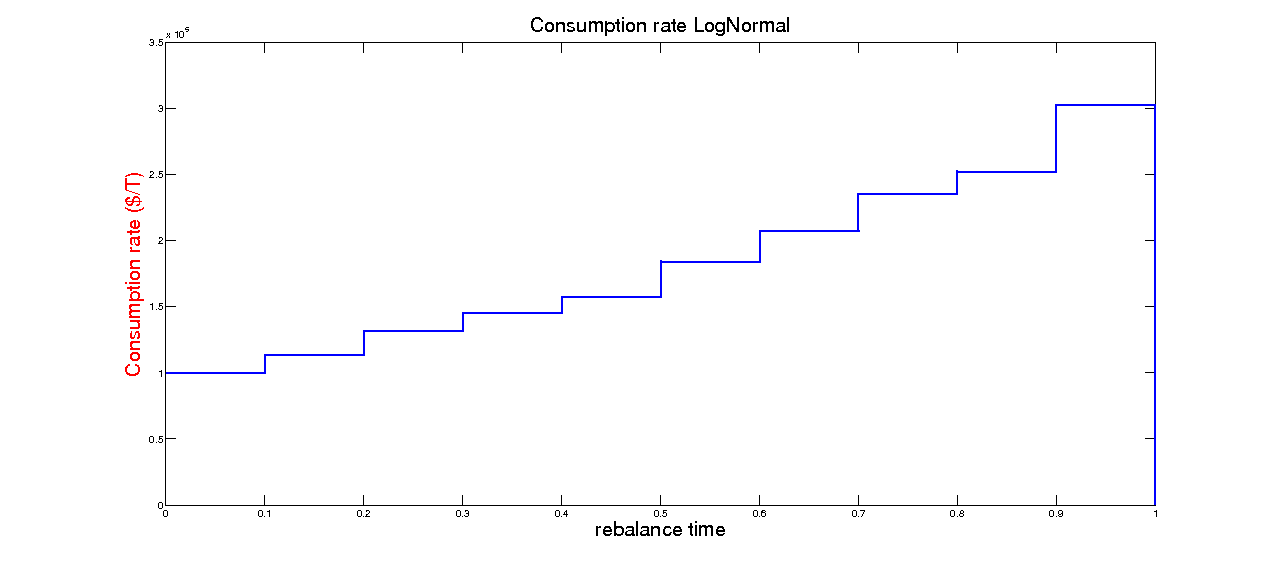 Consumption rate LogNormal
x 10^5
3.5
3
2.5
2
1.5
1
0.5
0
Consumption rate ($/T)
0 0.1 0.2 0.3 0.4 0.5 0.6 0.7 0.8 0.9 1
rebalance time